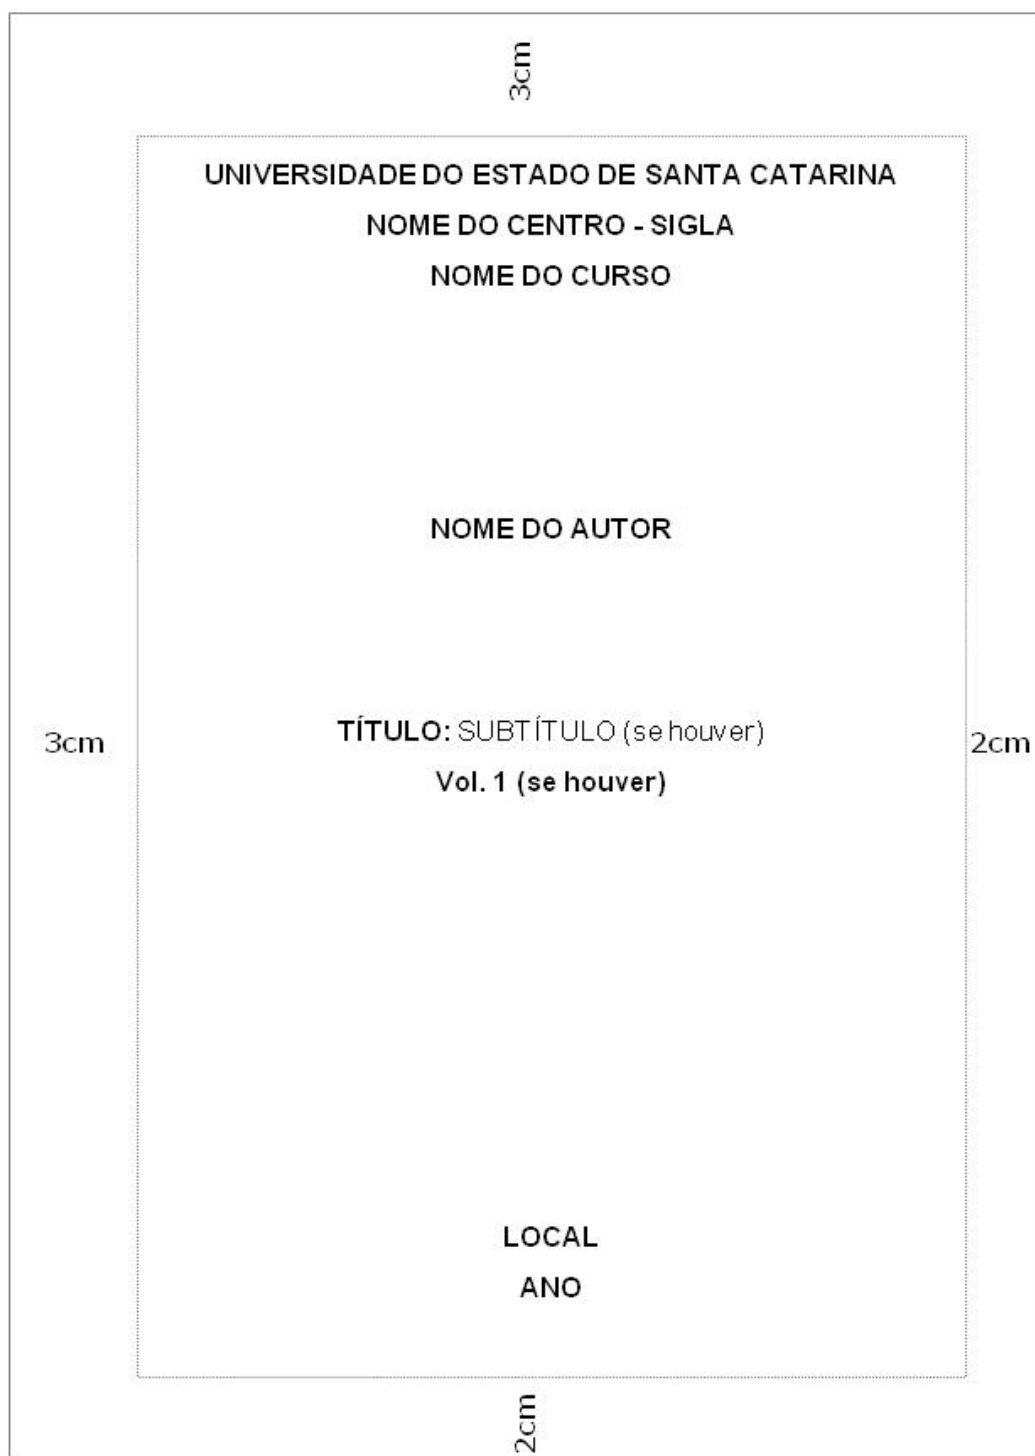 3cm
UNIVERSIDADE DO ESTADO DE SANTA CATARINA
NOME DO CENTRO - SIGLA
NOME DO CURSO
NOME DO AUTOR
TÍTULO: SUBTÍTULO (se houver)
3cm
2cm
Vol. 1 (se houver)
LOCAL
ANO
2cm